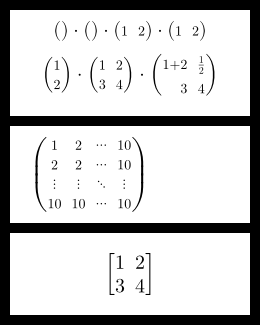 () · () · (1 2) · (1 2)
(1 2) · (1 2 3 4) · (1+2 1/2 3 4)
(1 2 ⋯ 10
2 2 ⋯ 10
⋮ ⋮ ⋱ ⋮
10 10 ⋯ 10)
[1 2
3 4]